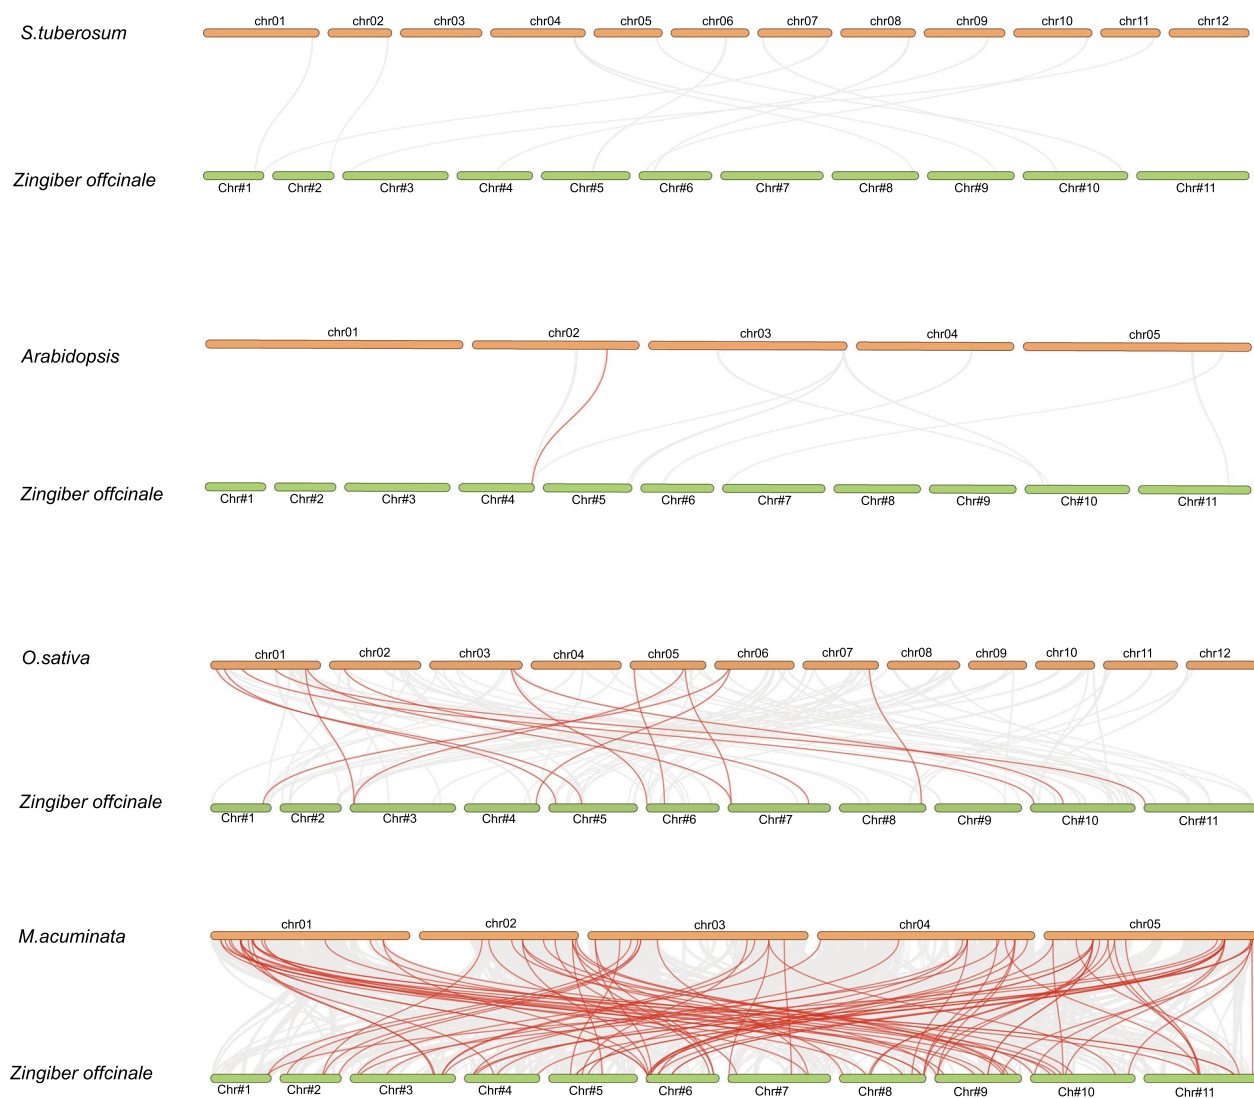 S.tuberosum
chr01 chr02 chr03 chr04 chr05 chr06 chr07 chr08 chr09 chr10 chr11 chr12
Zingiber offcinale
Chr#1 Chr#2 Chr#3 Chr#4 Chr#5 Chr#6 Chr#7 Chr#8 Chr#9 Chr#10 Chr#11
Arabidopsis
chr01 chr02 chr03 chr04 chr05
Zingiber offcinale
Chr#1 Chr#2 Chr#3 Chr#4 Chr#5 Chr#6 Chr#7 Chr#8 Chr#9 Ch#10 Chr#11
O.sativa
chr01 chr02 chr03 chr04 chr05 chr06 chr07 chr08 chr09 chr10 chr11 chr12
Zingiber offcinale
Chr#1 Chr#2 Chr#3 Chr#4 Chr#5 Chr#6 Chr#7 Chr#8 Chr#9 Ch#10 Chr#11
M.acuminata
chr01 chr02 chr03 chr04 chr05
Zingiber offcinale
Chr#1 Chr#2 Chr#3 Chr#4 Chr#5 Chr#6 Chr#7 Chr#8 Chr#9 Ch#10 Chr#11